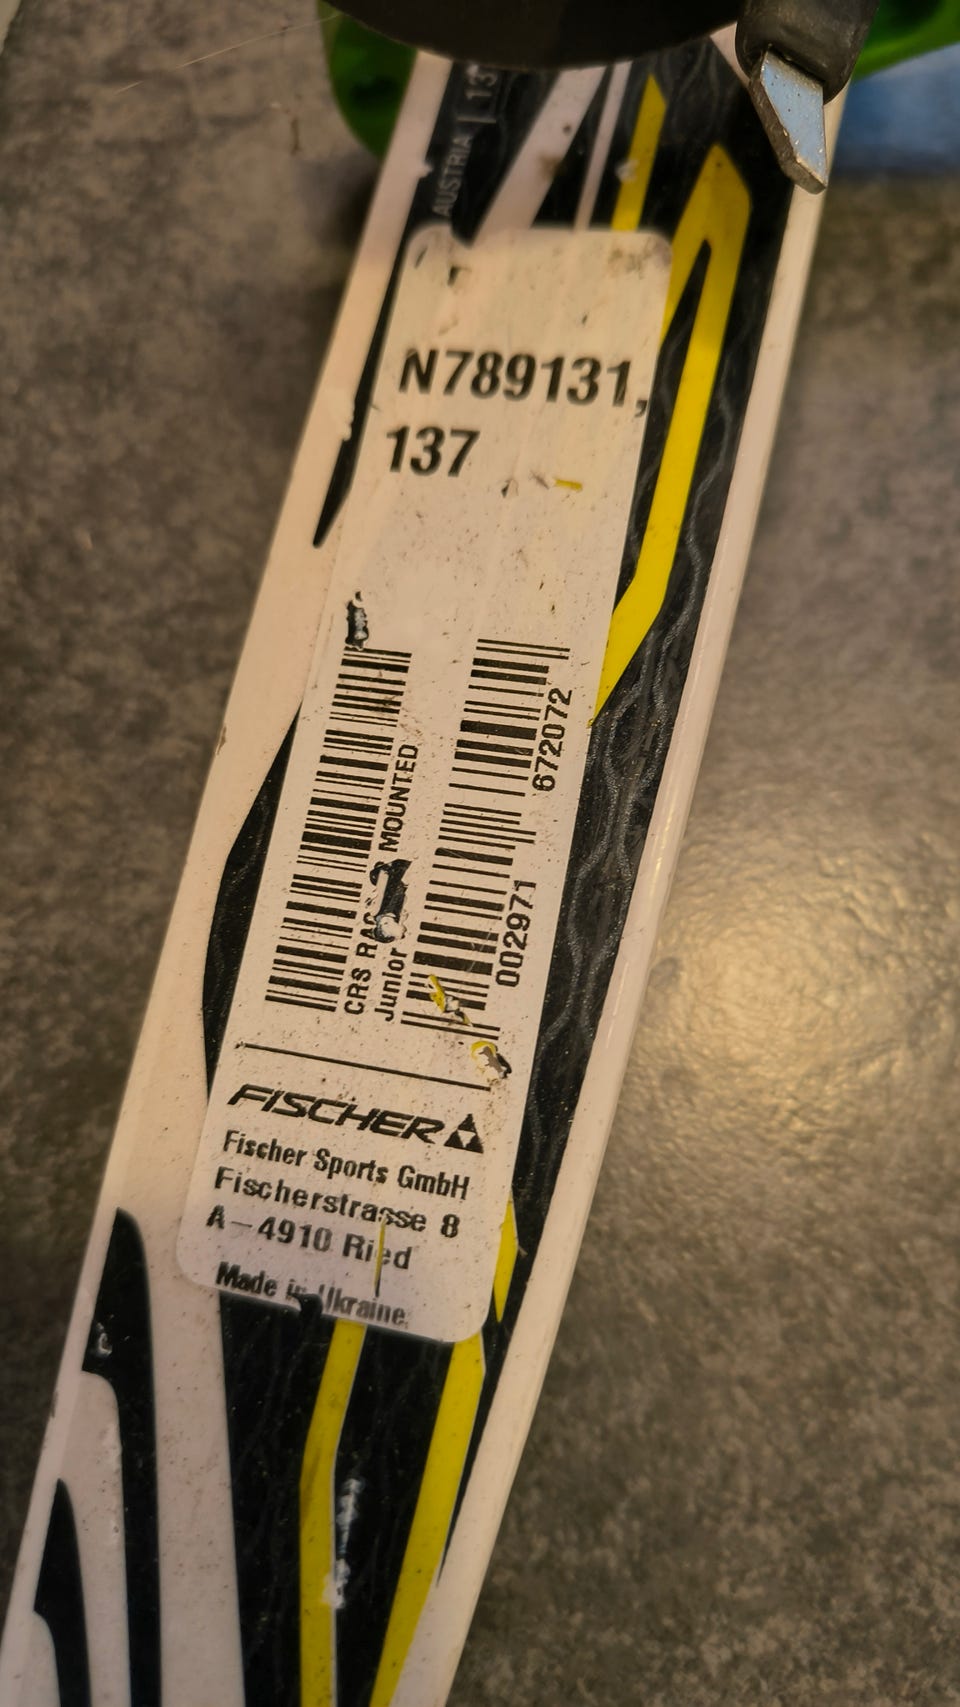 AUSTRIA | 13
N789131,
137
CRS RAC MOUNTED
Junior
002971 672072
FISCHER
Fischer Sports GmbH
Fischerstrasse 8
A-4910 Ried
Made in Ukraine